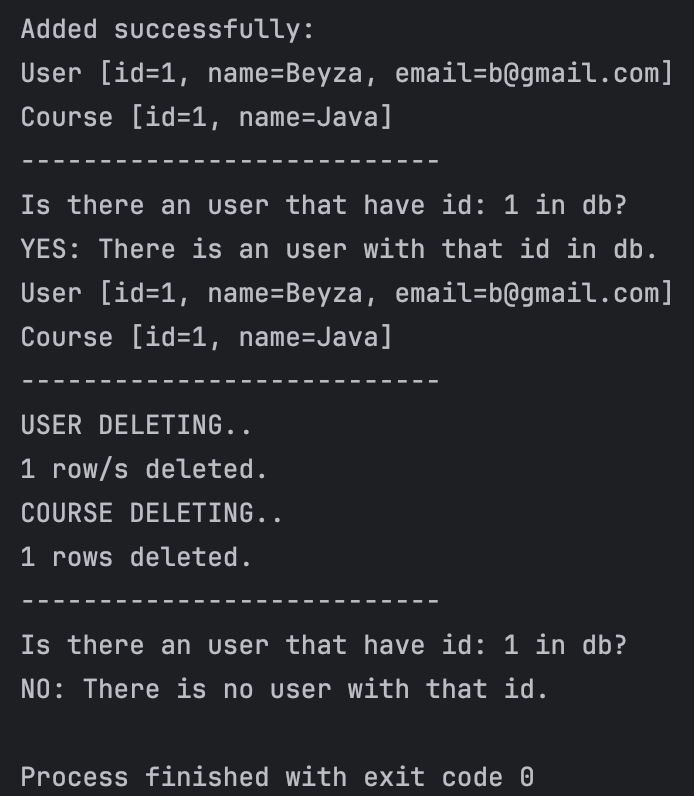 Added successfully:
User [id=1, name=Beyza, email=b@gmail.com]
Course [id=1, name=Java]
---------------------------
Is there an user that have id: 1 in db?
YES: There is an user with that id in db.
User [id=1, name=Beyza, email=b@gmail.com]
Course [id=1, name=Java]
---------------------------
USER DELETING..
1 row/s deleted.
COURSE DELETING..
1 rows deleted.
---------------------------
Is there an user that have id: 1 in db?
NO: There is no user with that id.
Process finished with exit code 0